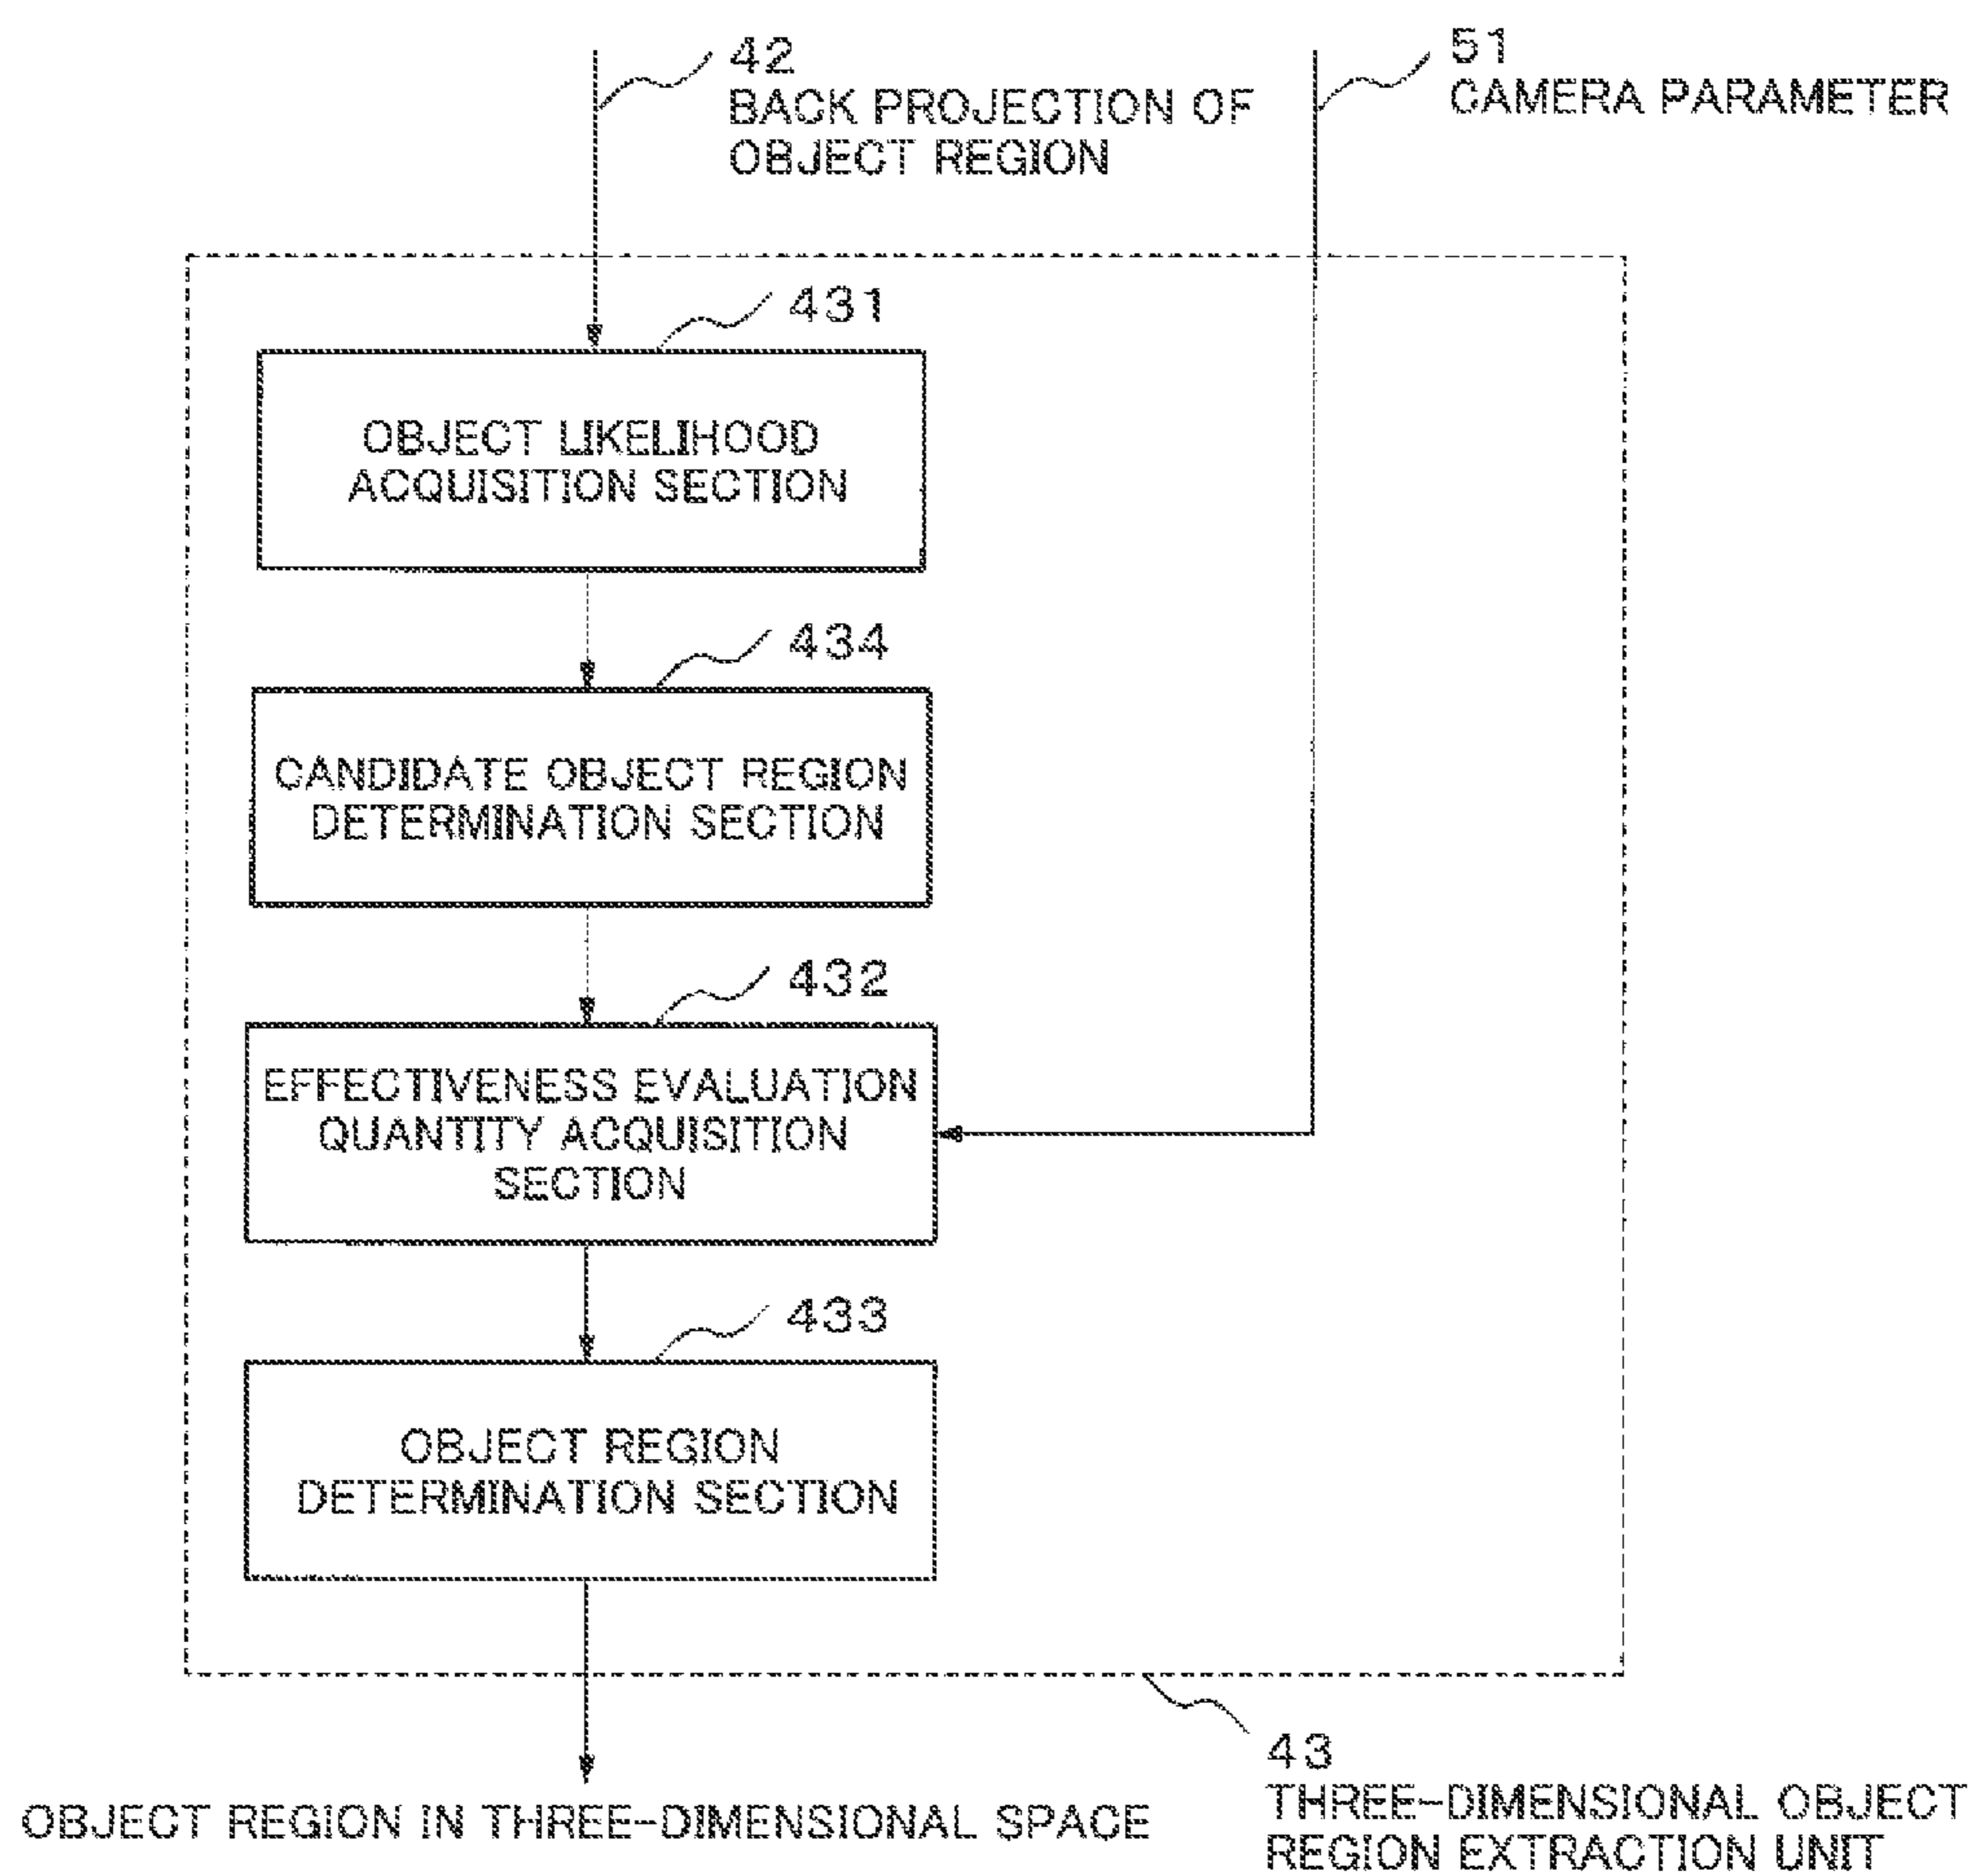 42
BACK PROJECTION OF
OBJECT REGION
51
CAMERA PARAMETER
431
OBJECT LIKELIHOOD
ACQUISITION SECTION
434
CANDIDATE OBJECT REGION
DETERMINATION SECTION
432
EFFECTIVENESS EVALUATION
QUANTITY ACQUISITION
SECTION
433
OBJECT REGION
DETERMINATION SECTION
OBJECT REGION IN THREE-DIMENSIONAL SPACE
43
THREE-DIMENSIONAL OBJECT
REGION EXTRACTION UNIT